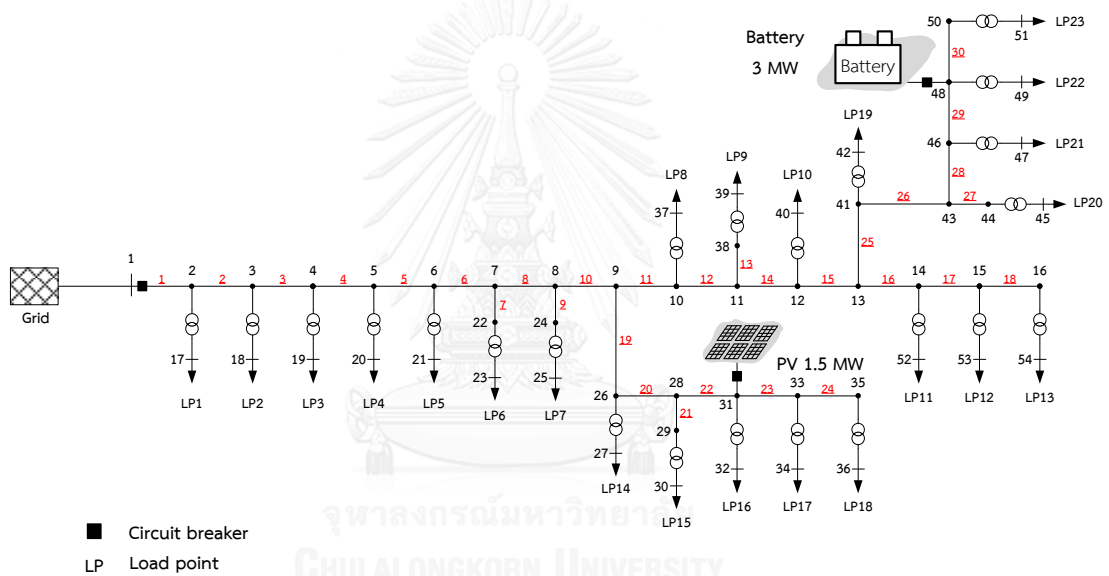 50
LP23
51
Battery
3 MW
30
Battery
48
LP22
49
29
LP19
46
LP21
47
42
28
LP8
LP9
LP10
41
26
43
27
44
LP20
45
37
39
40
38
25
1
1
2
2
3
3
4
4
5
5
6
6
7
8
8
10
9
11
10
12
13
11
14
12
15
13
16
14
17
15
18
16
Grid
7
22
9
24
17
18
19
20
21
23
25
19
PV 1.5 MW
52
53
54
LP1
LP2
LP3
LP4
LP5
LP6
LP7
LP11
LP12
LP13
26
20
28
22
31
23
33
24
35
21
29
27
30
32
34
36
LP14
LP15
LP16
LP17
LP18
จุฬาลงกรณ์มหาวิทยาลัย
CHULALONGKORN UNIVERSITY
Circuit breaker
LP Load point